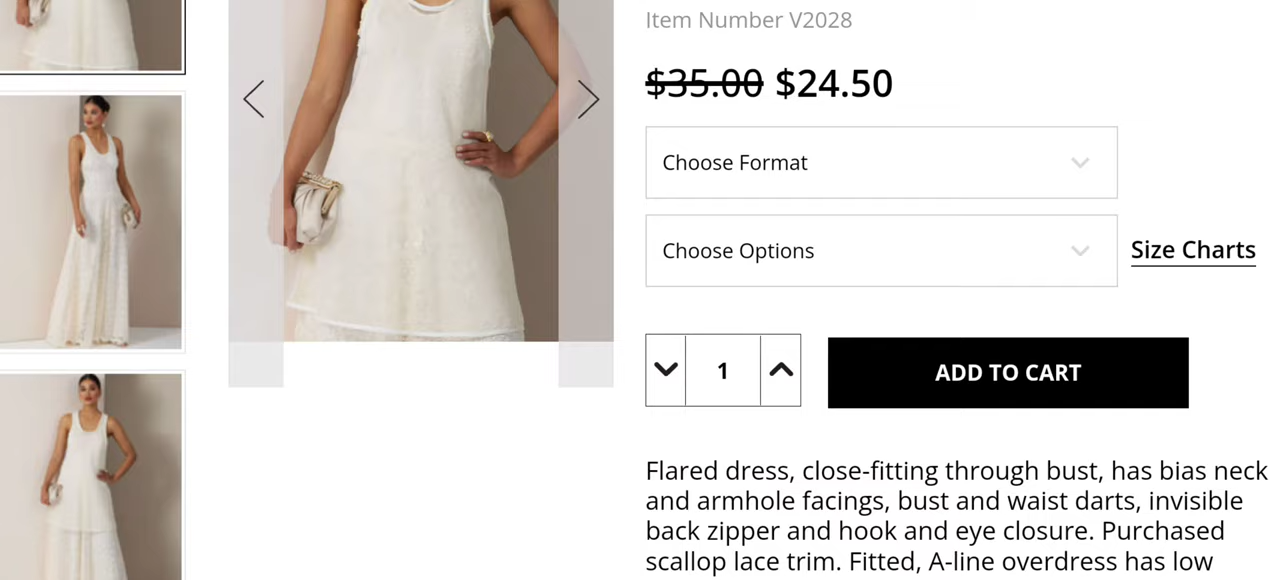 Item Number V2028
$35.00 $24.50
Choose Format
Choose Options
Size Charts
1
ADD TO CART
Flared dress, close-fitting through bust, has bias neck
and armhole facings, bust and waist darts, invisible
back zipper and hook and eye closure. Purchased
scallop lace trim. Fitted, A-line overdress has low